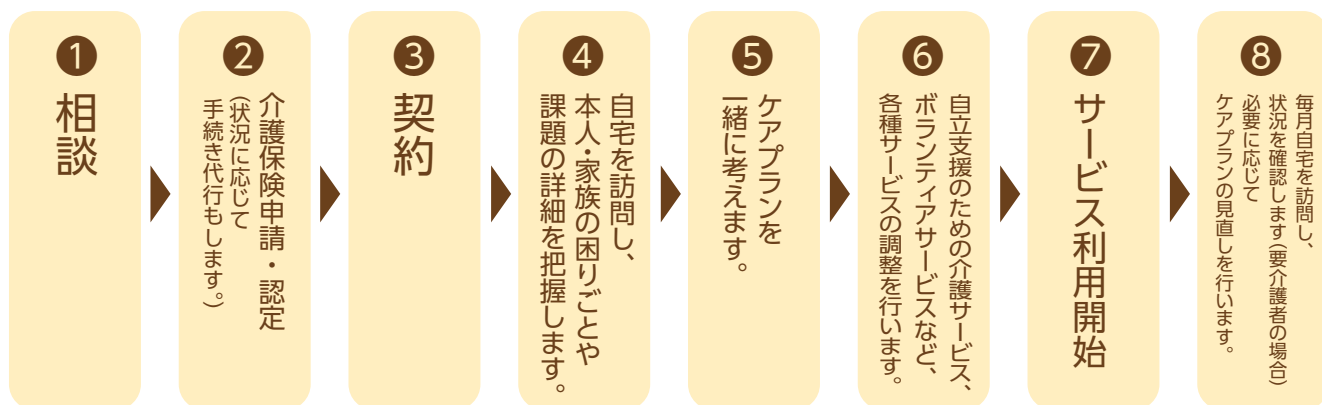 ❶
相談
❷
介護保険申請・認定
(状況に応じて
手続き代行もします。)
❸
契約
❹
自宅を訪問し、
本人・家族の困りごとや
課題の詳細を把握します。
❺
ケアプランを
一緒に考えます。
❻
自立支援のための介護サービス、
ボランティアサービスなど、
各種サービスの調整を行います。
❼
サービス利用開始
❽
毎月自宅を訪問し、
状況を確認します(要介護者の場合)
必要に応じて
ケアプランの見直しを行います。